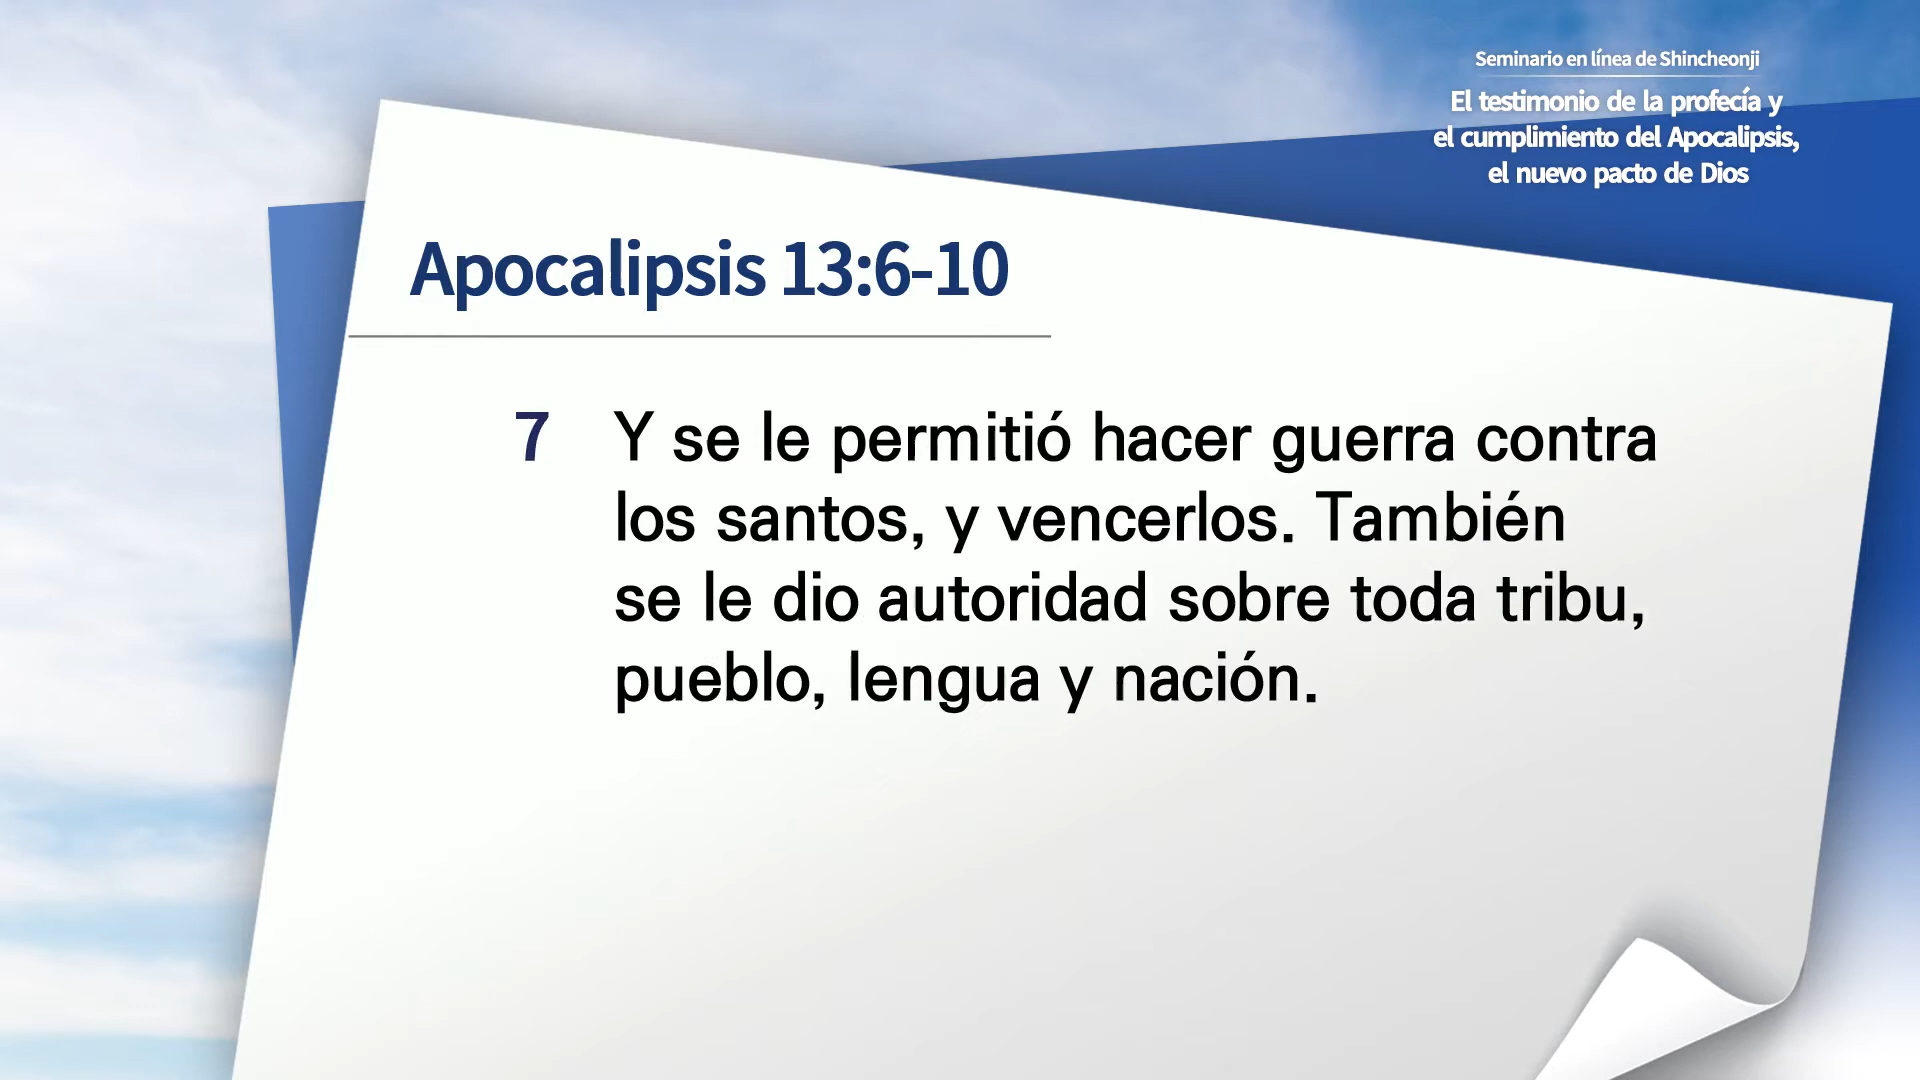 Seminario en línea de Shincheonji
El testimonio de la profecía y
el cumplimiento del Apocalipsis,
el nuevo pacto de Dios
Apocalipsis 13:6-10
7 Y se le permitió hacer guerra contra
los santos, y vencerlos. También
se le dio autoridad sobre toda tribu,
pueblo, lengua y nación.